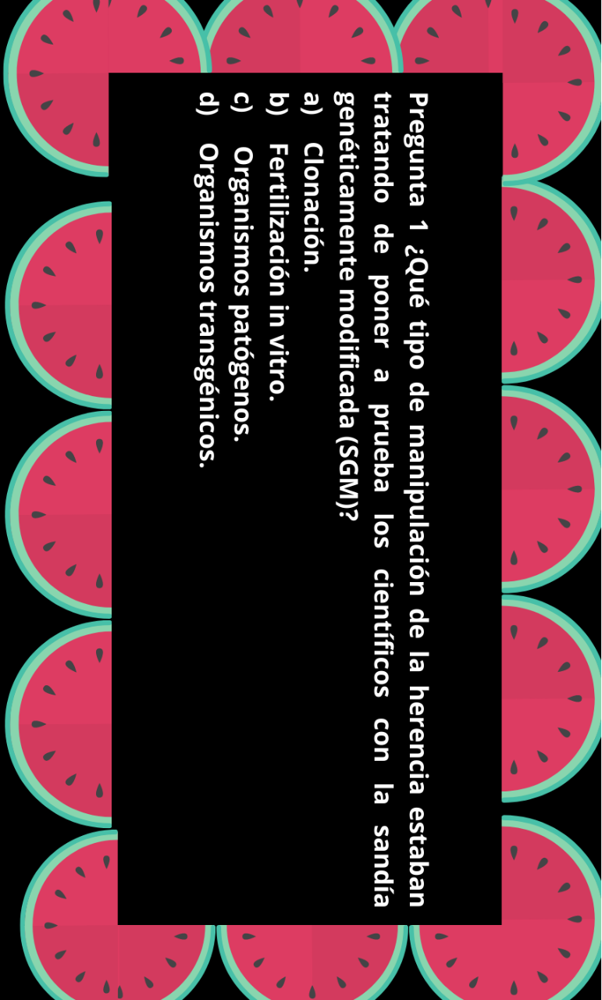 Pregunta 1 ¿Qué tipo de manipulación de la herencia estaban
tratando de poner a prueba los científicos con la sandía
genéticamente modificada (SGM)?
a) Clonación.
b) Fertilización in vitro.
c) Organismos patógenos.
d) Organismos transgénicos.